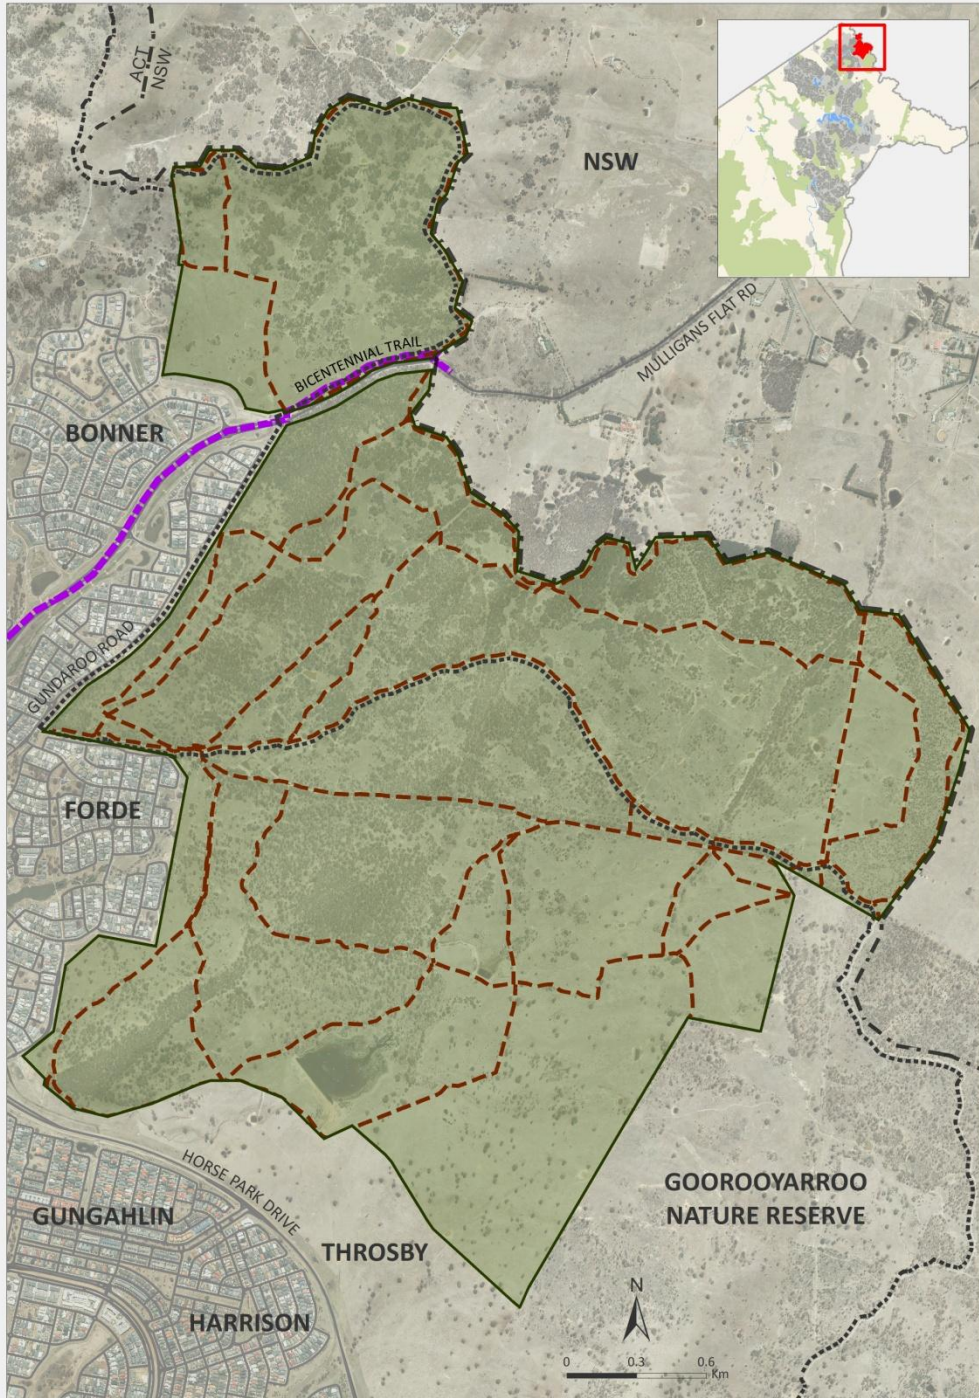 ACT
NSW
NSW
MULLIGANS FLAT RD
BICENTENNIAL TRAIL
BONNER
GUNDAROO ROAD
FORDE
HORSE PARK DRIVE
GUNGAHLIN
THROSBY
HARRISON
GOOROOYARROO
NATURE RESERVE
N
0 0.3 0.6
Km